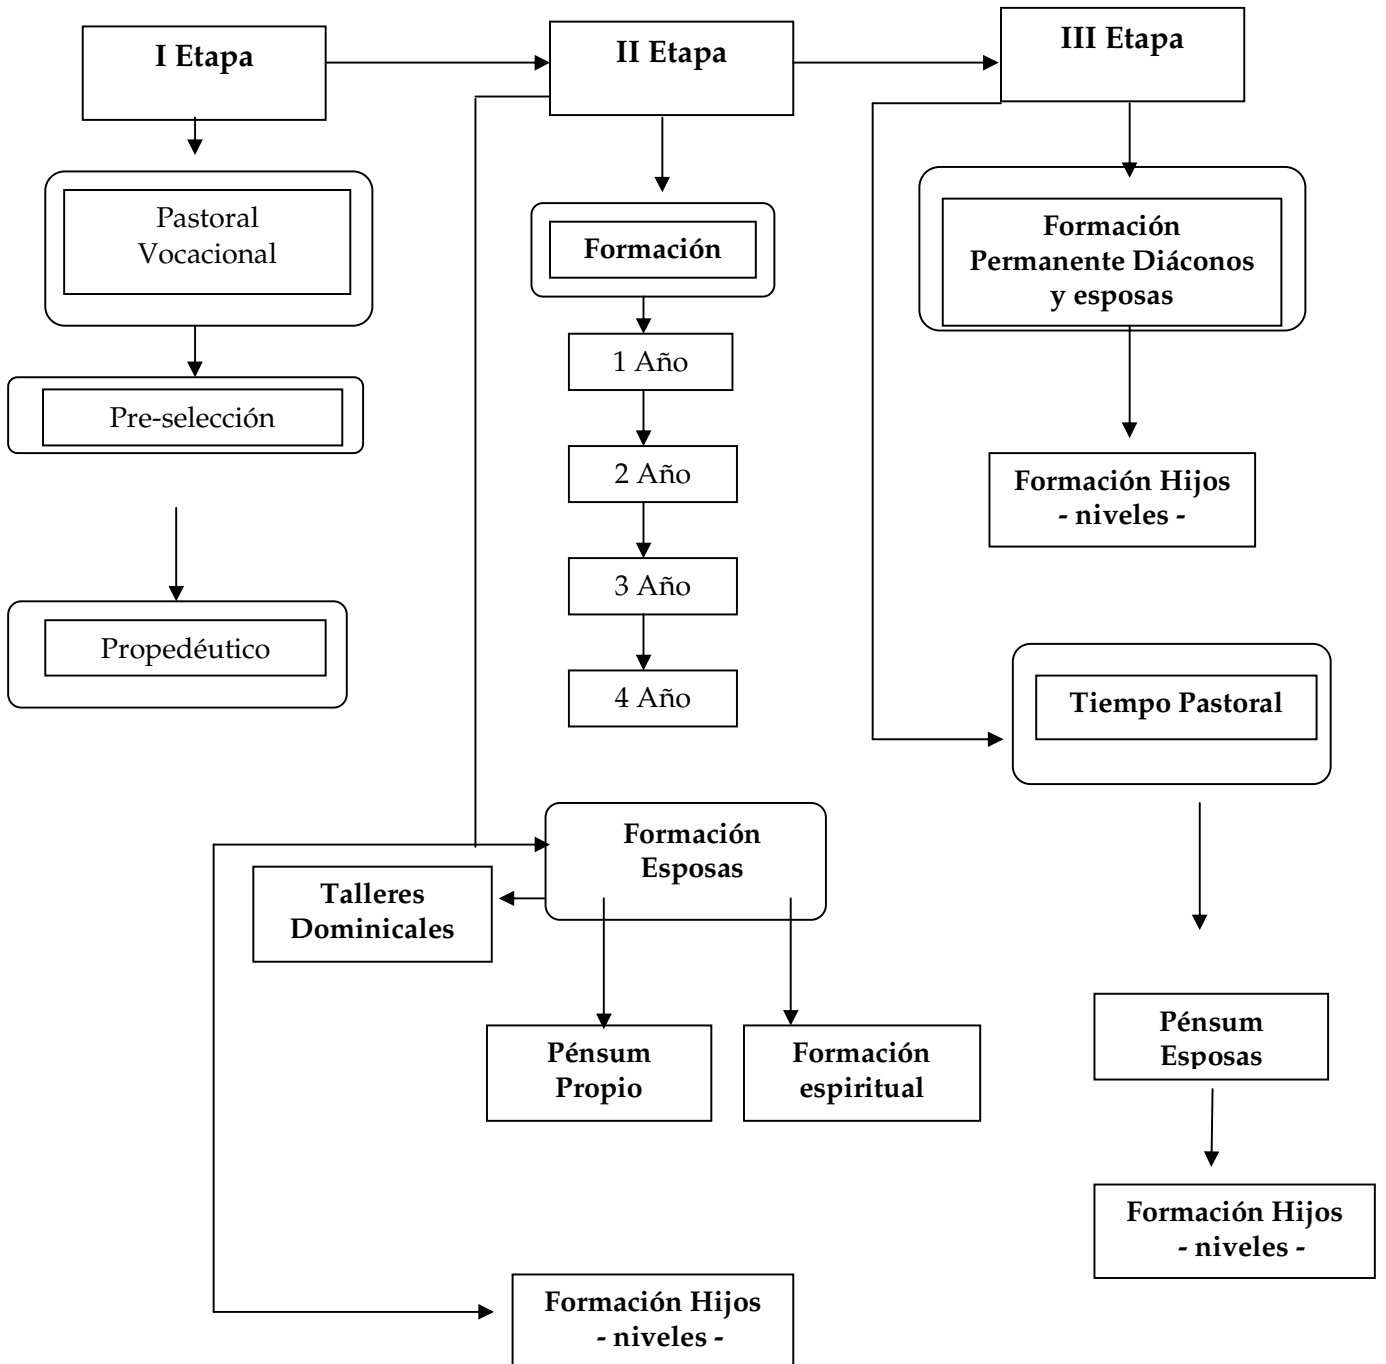 I Etapa
II Etapa
III Etapa
Pastoral
Vocacional
Pre-selección
Propedéutico
Formación
1 Año
2 Año
3 Año
4 Año
Formación
Esposas
Talleres
Dominicales
Pénsum
Propio
Formación
espiritual
Formación Hijos
- niveles -
Formación
Permanente Diáconos
y esposas
Formación Hijos
- niveles -
Tiempo Pastoral
Pénsum
Esposas
Formación Hijos
- niveles -